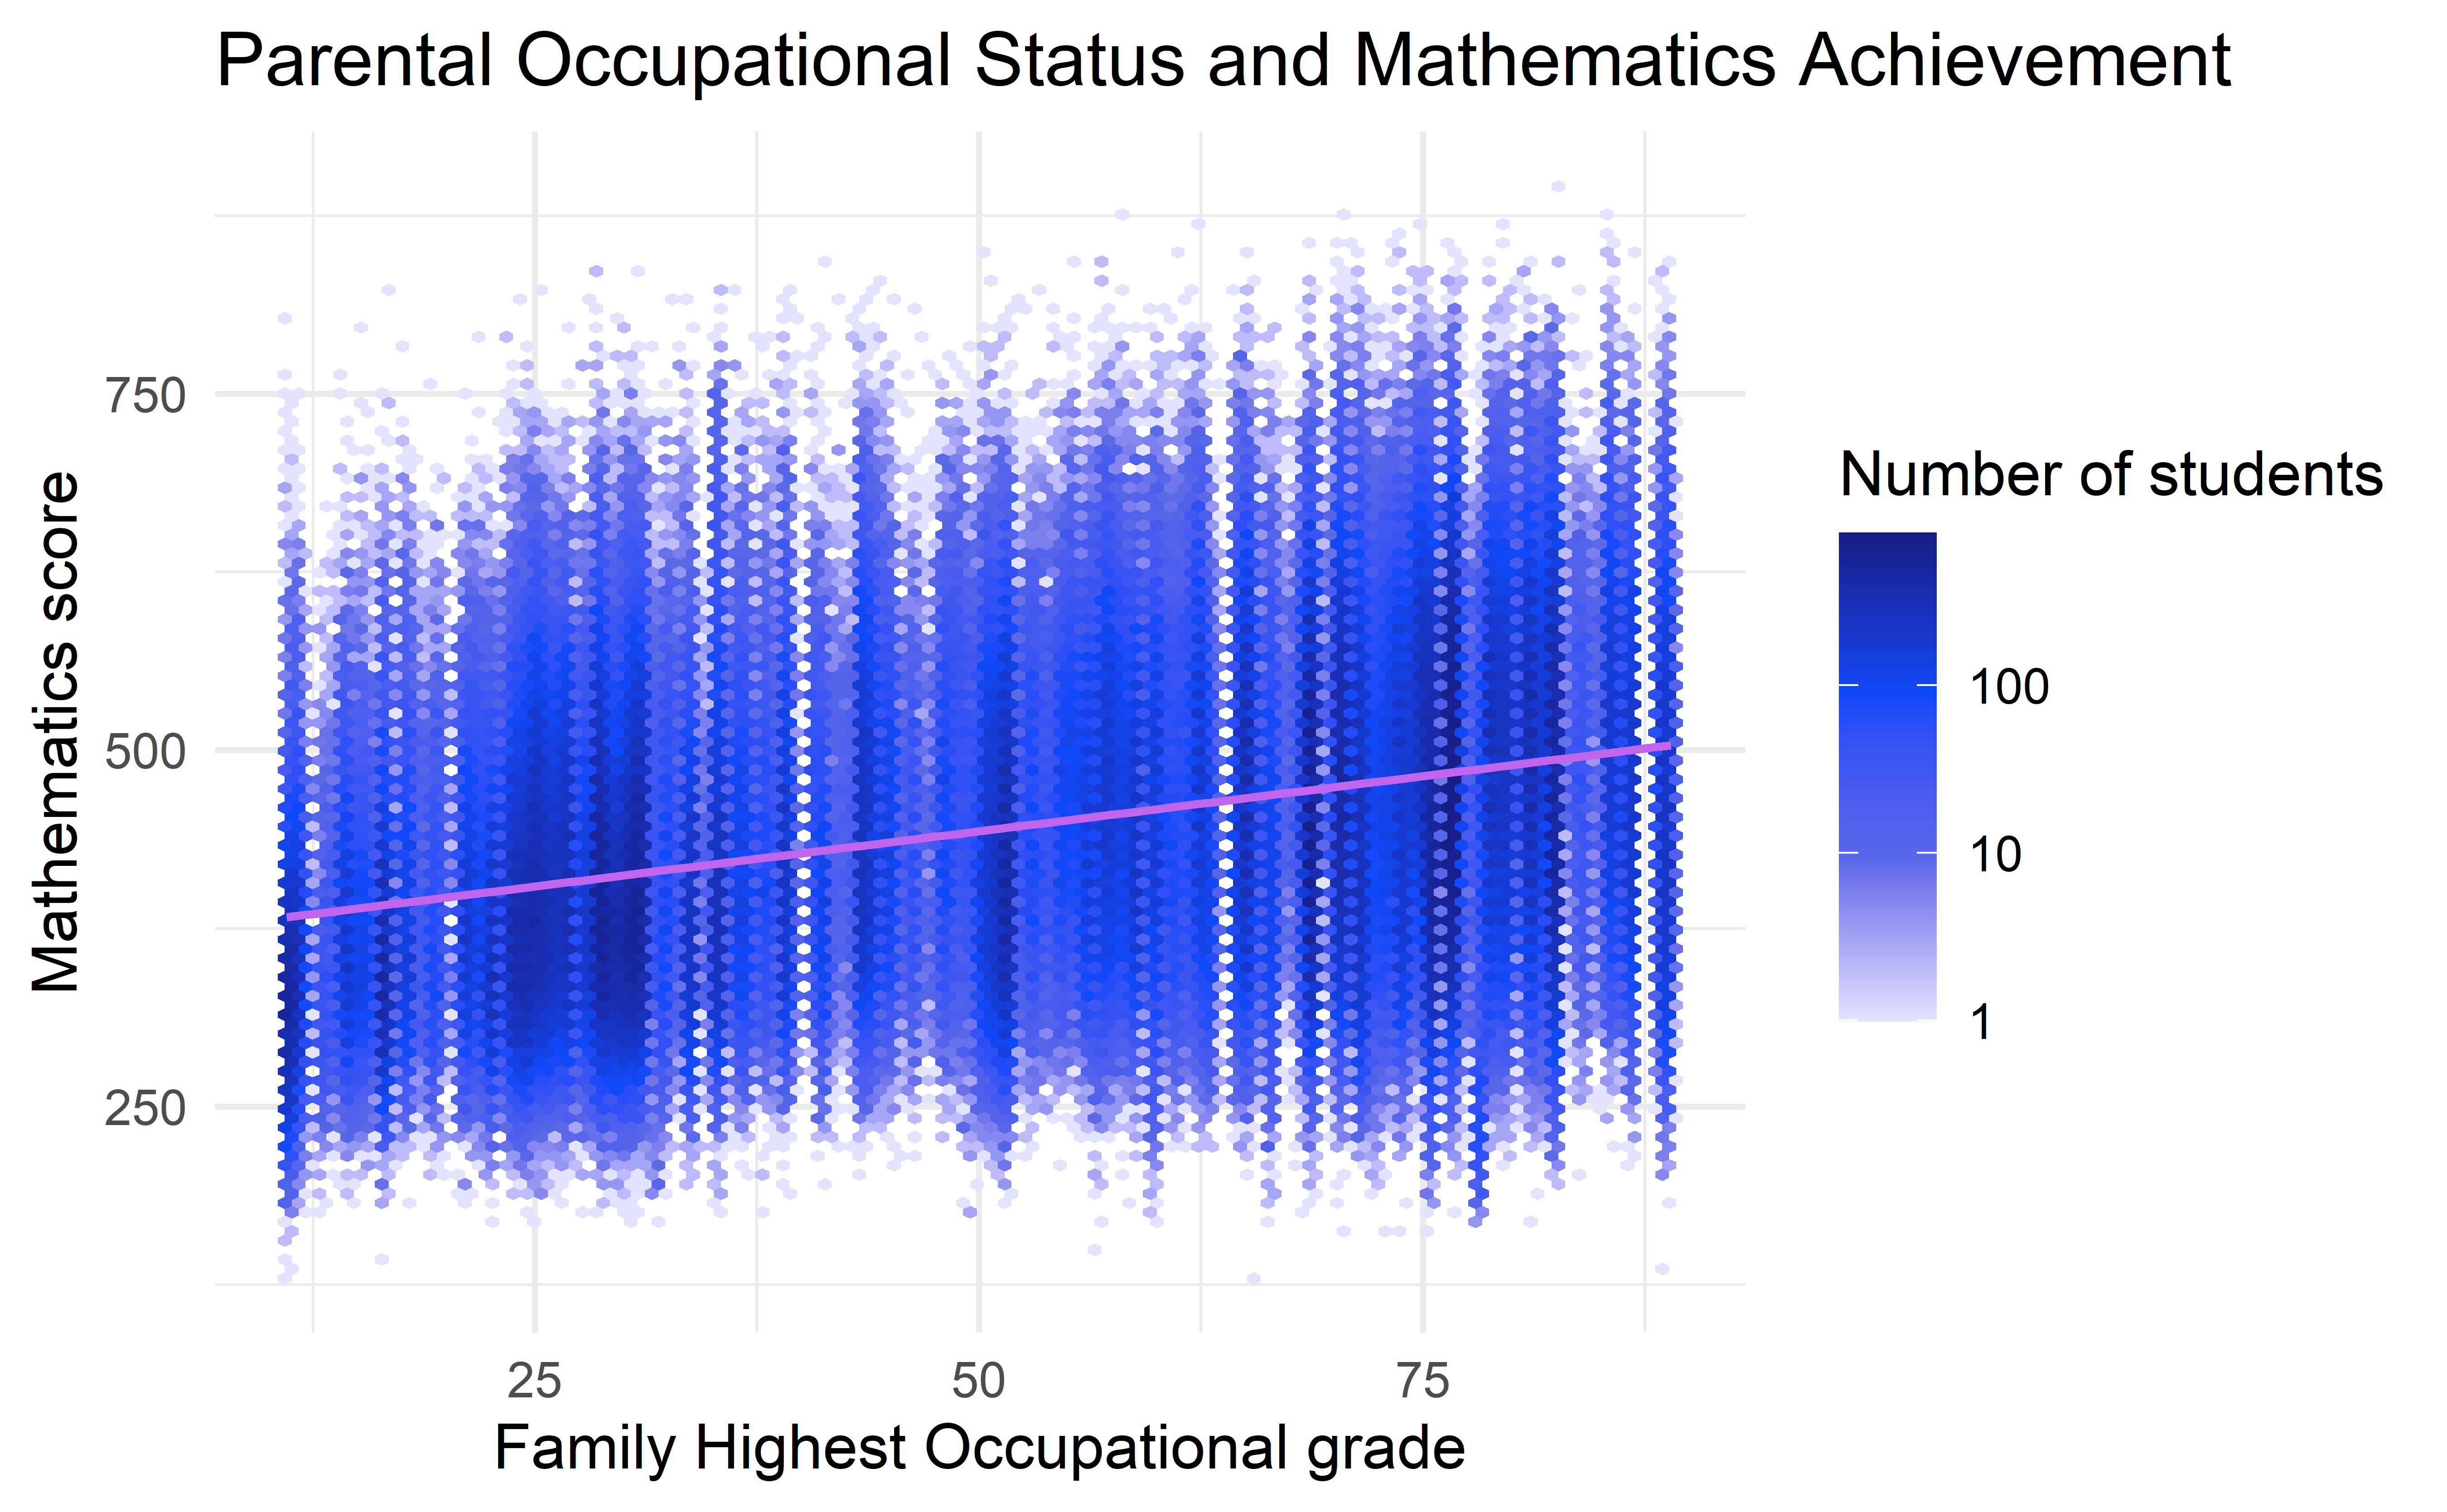 Parental Occupational Status and Mathematics Achievement
Mathematics score
750
500
250
25
50
75
Family Highest Occupational grade
Number of students
100
10
1